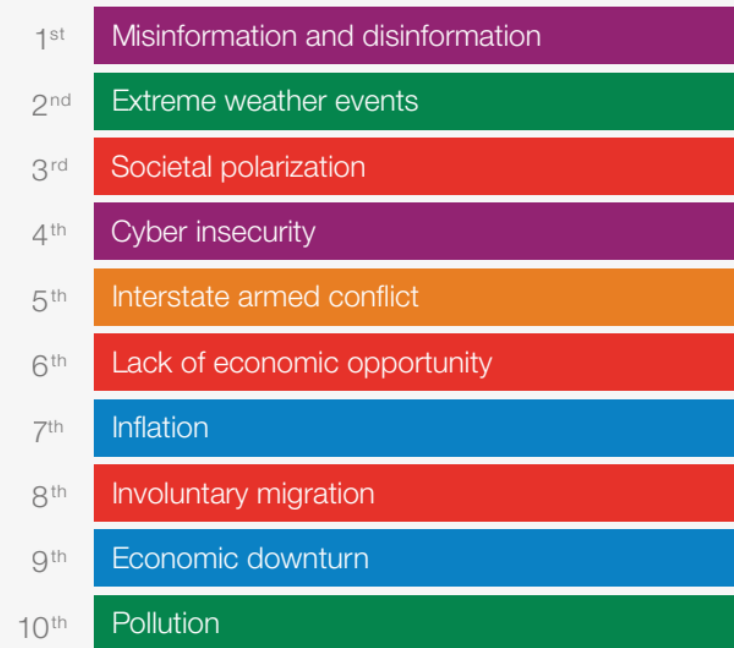 1st Misinformation and disinformation
2nd Extreme weather events
3rd Societal polarization
4th Cyber insecurity
5th Interstate armed conflict
6th Lack of economic opportunity
7th Inflation
8th Involuntary migration
9th Economic downturn
10th Pollution